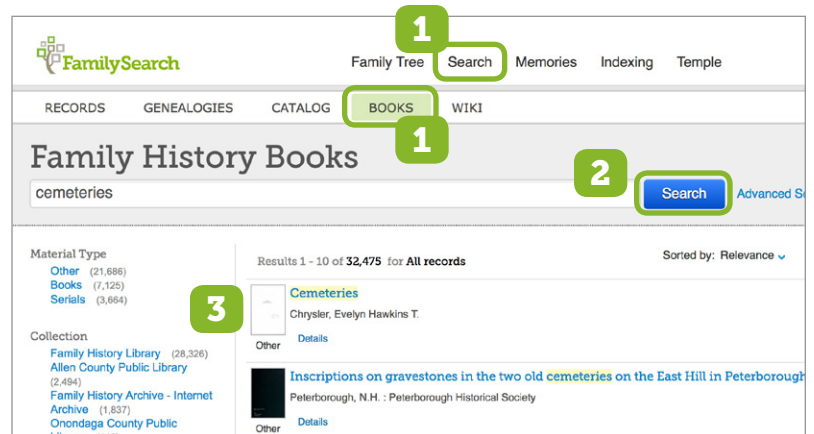 1
FamilySearch
Family Tree Search Memories Indexing Temple
RECORDS GENEALOGIES CATALOG BOOKS WIKI
1
Family History Books
2
cemeteries Search Advanced
Material Type
Other (21,686)
Books (7,125)
Serials (3,664)
Collection
Family History Library (28,326)
Allen County Public Library
(2,494)
Family History Archive - Internet
Archive (1,837)
Onondaga County Public
Results 1 - 10 of 32,475 for All records Sorted by: Relevance
3
Cemeteries
Chrysler, Evelyn Hawkins T.
Other Details
Inscriptions on gravestones in the two old cemeteries on the East Hill in Peterborough
Peterborough, N.H. : Peterborough Historical Society
Details
Other